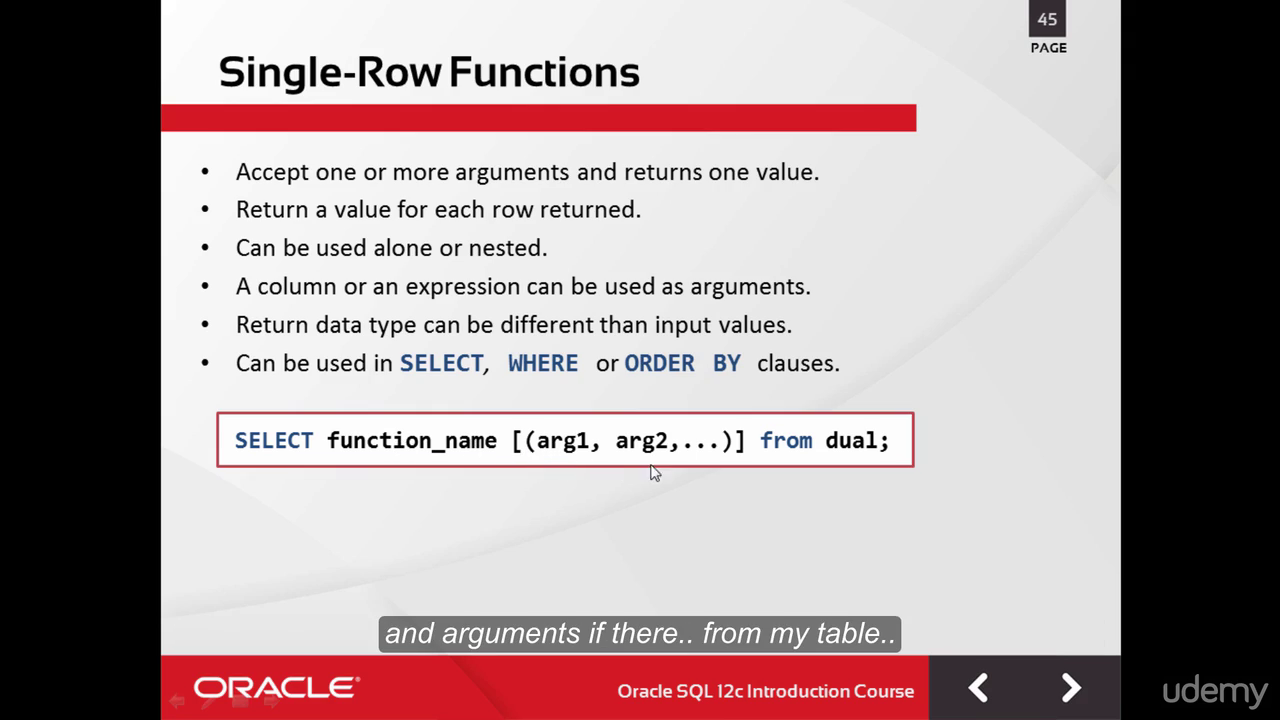 45
PAGE
Single-Row Functions
• Accept one or more arguments and returns one value.
• Return a value for each row returned.
• Can be used alone or nested.
• A column or an expression can be used as arguments.
• Return data type can be different than input values.
• Can be used in SELECT, WHERE or ORDER BY clauses.
SELECT function_name [(arg1, arg2,...)] from dual;
and arguments if there.. from my table..
ORACLE®
Oracle SQL 12c Introduction Course
udemy